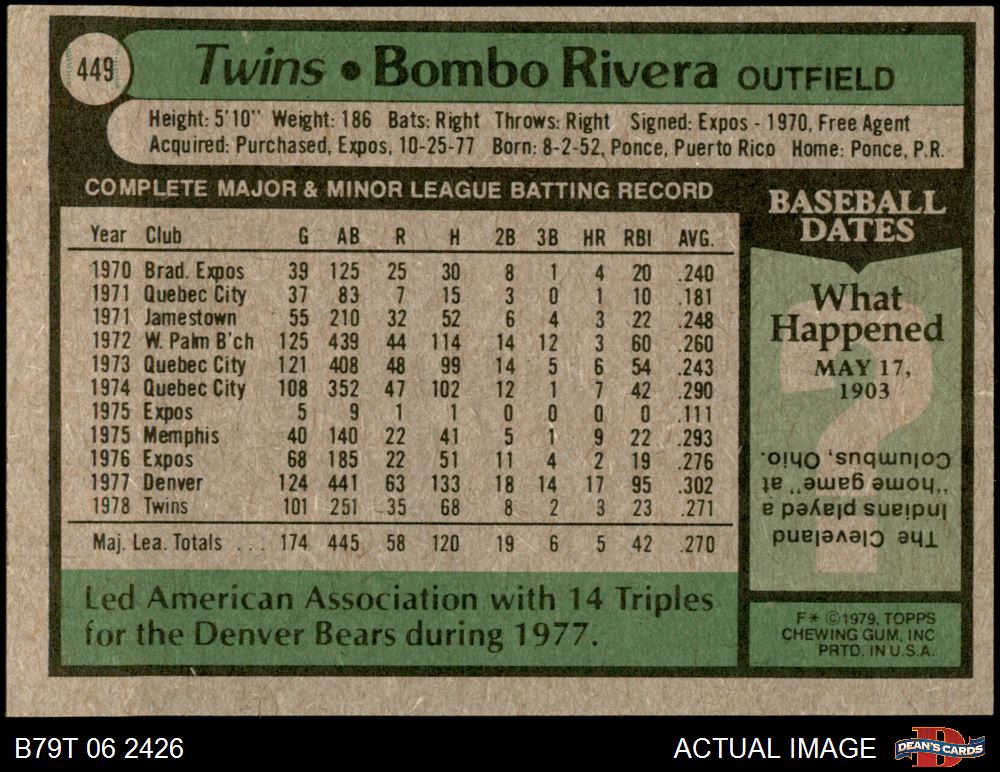 449
Twins • Bombo Rivera OUTFIELD
Height: 5'10" Weight: 186 Bats: Right Throws: Right Signed: Expos - 1970, Free Agent
Acquired: Purchased, Expos, 10-25-77 Born: 8-2-52, Ponce, Puerto Rico Home: Ponce, P.R.
COMPLETE MAJOR & MINOR LEAGUE BATTING RECORD
Year Club G AB R H 2B 3B HR RBI AVG.
1970 Brad. Expos 39 125 25 30 8 1 4 20 .240
1971 Quebec City 37 83 7 15 3 0 1 10 .181
1971 Jamestown 55 210 32 52 6 4 3 22 .248
1972 W. Palm B'ch 125 439 44 114 14 12 3 60 .260
1973 Quebec City 121 408 48 99 14 5 6 54 .243
1974 Quebec City 108 352 47 102 12 1 7 42 .290
1975 Expos 5 9 1 1 0 0 0 0 .111
1975 Memphis 40 140 22 41 5 1 9 22 .293
1976 Expos 68 185 22 51 11 4 2 19 .276
1977 Denver 124 441 63 133 18 14 17 95 .302
1978 Twins 101 251 35 68 8 2 3 23 .271
Maj. Lea. Totals ... 174 445 58 120 19 6 5 42 .270
Led American Association with 14 Triples
for the Denver Bears during 1977.
BASEBALL
DATES
What
Happened
MAY 17,
1903
?
The Cleveland
Indians played a
"home game" at
Columbus, Ohio.
F* ©1979, TOPPS
CHEWING GUM, INC
PRTD. IN U.S.A.
B79T 06 2426
ACTUAL IMAGE
D
DEAN'S CARDS